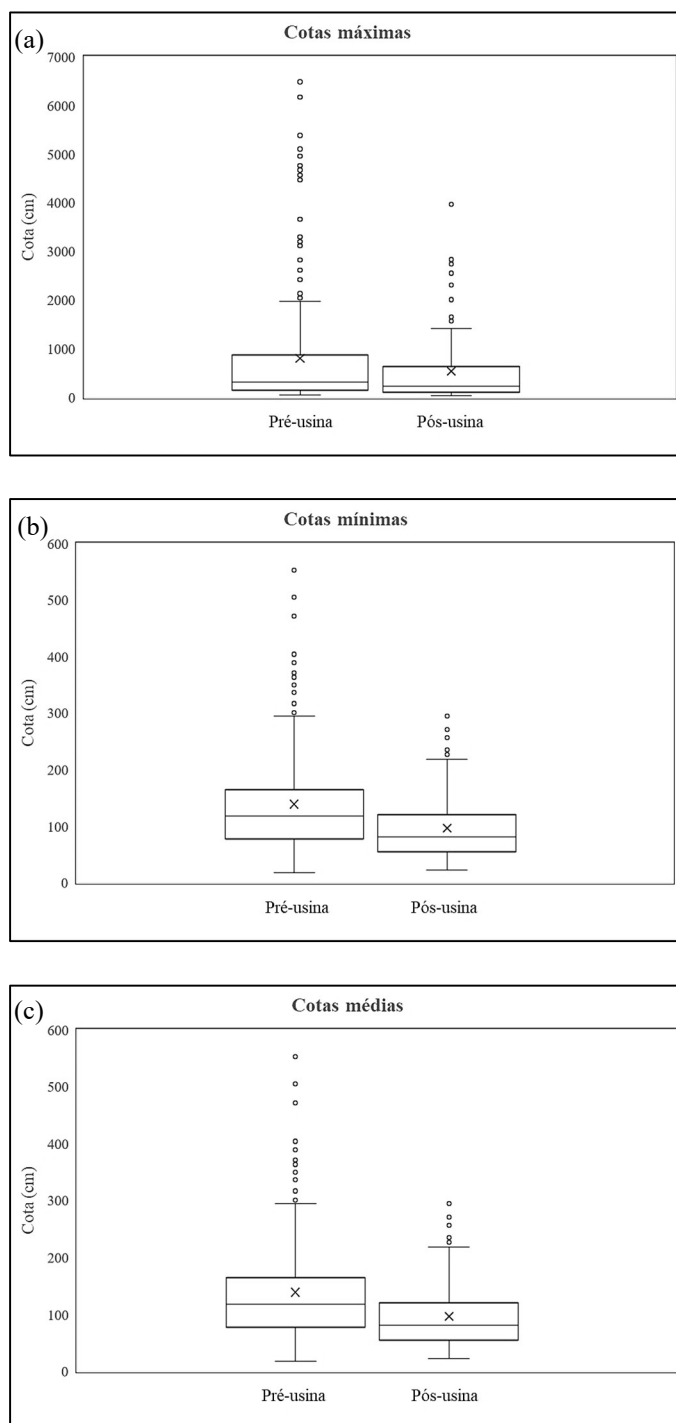 (a)
Cotas máximas
7000
6000
5000
4000
3000
2000
1000
0
Cota (cm)
Pré-usina Pós-usina
(b)
Cotas mínimas
600
500
400
300
200
100
0
Cota (cm)
Pré-usina Pós-usina
(c)
Cotas médias
600
500
400
300
200
100
0
Cota (cm)
Pré-usina Pós-usina